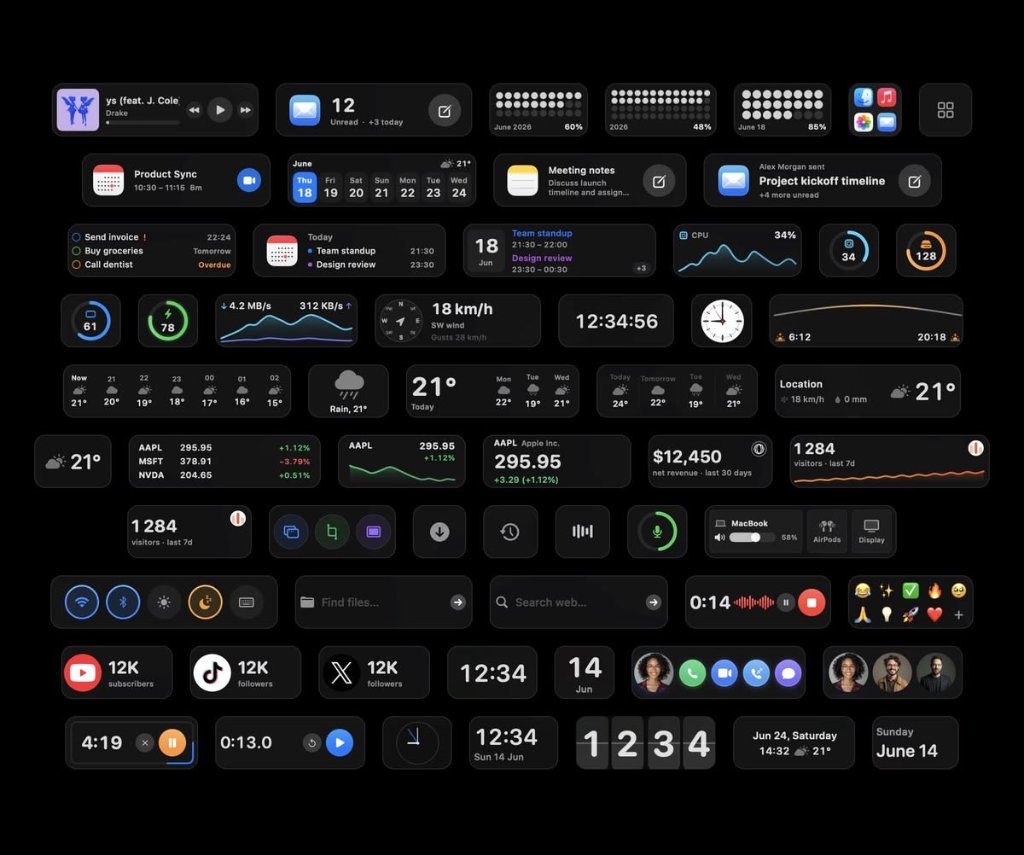 ys (feat. J. Cole)
Drake
12
Unread · +3 today
June 2026 60%
2026 48%
June 18 85%
Product Sync
10:30 – 11:15 8m
June 21°
Thu Fri Sat Sun Mon Tue Wed
18 19 20 21 22 23 24
Meeting notes
Discuss launch
timeline and assign...
Alex Morgan sent
Project kickoff timeline
+4 more unread
Send invoice ! 22:24
Buy groceries Tomorrow
Call dentist Overdue
Today
Team standup 21:30
Design review 23:30
18
Jun
Team standup
21:30 – 22:00
Design review
23:00 – 00:30
+3
CPU 34%
34
128
61
78
↓ 4.2 MB/s 312 KB/s ↑
N
W E
S
18 km/h
SW wind
Gusts 28 km/h
12:34:56
6:12 20:18
Now 21 22 23 00 01 02
21° 20° 19° 18° 17° 16° 15°
Rain, 21°
21°
Today
Mon Tue Wed
22° 19° 21°
Today Tomorrow Tue Wed
24° 22° 19° 21°
Location
18 km/h 0 mm
21°
21°
AAPL 295.95 +1.12%
MSFT 378.91 −3.79%
NVDA 204.65 +0.51%
AAPL 295.95
+1.12%
AAPL Apple Inc.
295.95
+3.29 (+1.12%)
$12,450
net revenue · last 30 days
1 284
visitors · last 7d
1 284
visitors · last 7d
MacBook
58%
AirPods
Display
Find files...
Search web...
0:14
12K
subscribers
12K
followers
12K
followers
12:34
14
Jun
4:19
0:13.0
12:34
Sun 14 Jun
1 2 3 4
Jun 24, Saturday
14:32 21°
Sunday
June 14